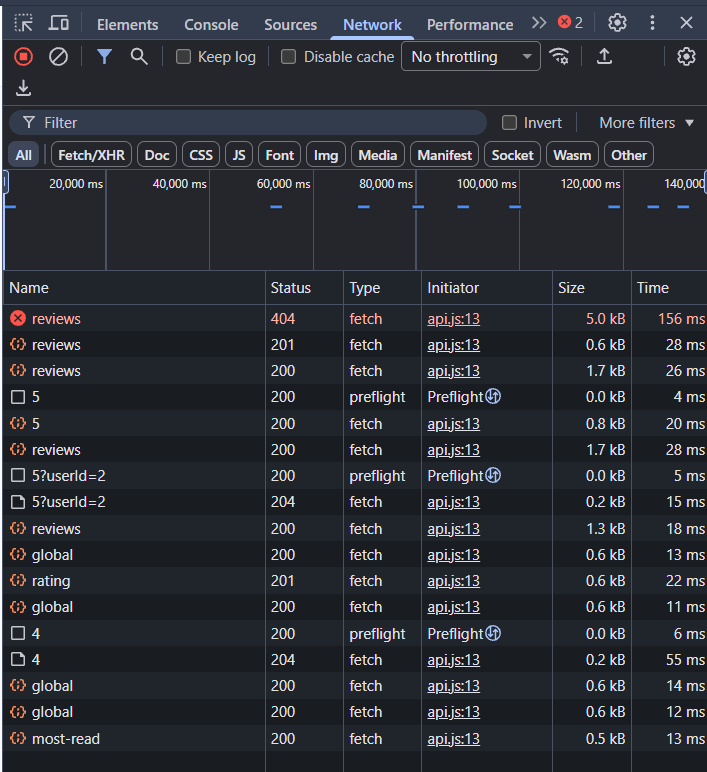 Elements Console Sources Network Performance 2
Keep log Disable cache No throttling
Filter Invert More filters
All Fetch/XHR Doc CSS JS Font Img Media Manifest Socket Wasm Other
20,000 ms 40,000 ms 60,000 ms 80,000 ms 100,000 ms 120,000 ms 140,000
Name Status Type Initiator Size Time
reviews 404 fetch api.js:13 5.0 kB 156 ms
reviews 201 fetch api.js:13 0.6 kB 28 ms
reviews 200 fetch api.js:13 1.7 kB 26 ms
5 200 preflight Preflight 0.0 kB 4 ms
5 200 fetch api.js:13 0.8 kB 20 ms
reviews 200 fetch api.js:13 1.7 kB 28 ms
5?userId=2 200 preflight Preflight 0.0 kB 5 ms
5?userId=2 204 fetch api.js:13 0.2 kB 15 ms
reviews 200 fetch api.js:13 1.3 kB 18 ms
global 200 fetch api.js:13 0.6 kB 13 ms
rating 201 fetch api.js:13 0.6 kB 22 ms
global 200 fetch api.js:13 0.6 kB 11 ms
4 200 preflight Preflight 0.0 kB 6 ms
4 204 fetch api.js:13 0.2 kB 55 ms
global 200 fetch api.js:13 0.6 kB 14 ms
global 200 fetch api.js:13 0.6 kB 12 ms
most-read 200 fetch api.js:13 0.5 kB 13 ms